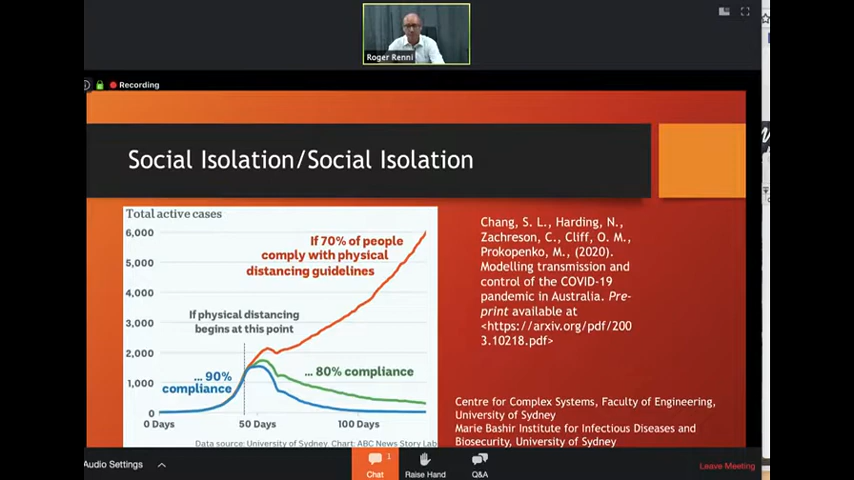 Roger Renni
Recording
Social Isolation/Social Isolation
Total active cases
6,000
5,000
4,000
3,000
2,000
1,000
0
If 70% of people
comply with physical
distancing guidelines
If physical distancing
begins at this point
... 90%
compliance
... 80% compliance
0 Days
50 Days
100 Days
Data source: University of Sydney. Chart: ABC News Story Lab
Chang, S. L., Harding, N.,
Zachreson, C., Cliff, O. M.,
Prokopenko, M., (2020).
Modelling transmission and
control of the COVID-19
pandemic in Australia. Pre-
print available at
<https://arxiv.org/pdf/200
3.10218.pdf>
Centre for Complex Systems, Faculty of Engineering,
University of Sydney
Marie Bashir Institute for Infectious Diseases and
Biosecurity, University of Sydney
Audio Settings
1
Chat
Raise Hand
Q&A
Leave Meeting